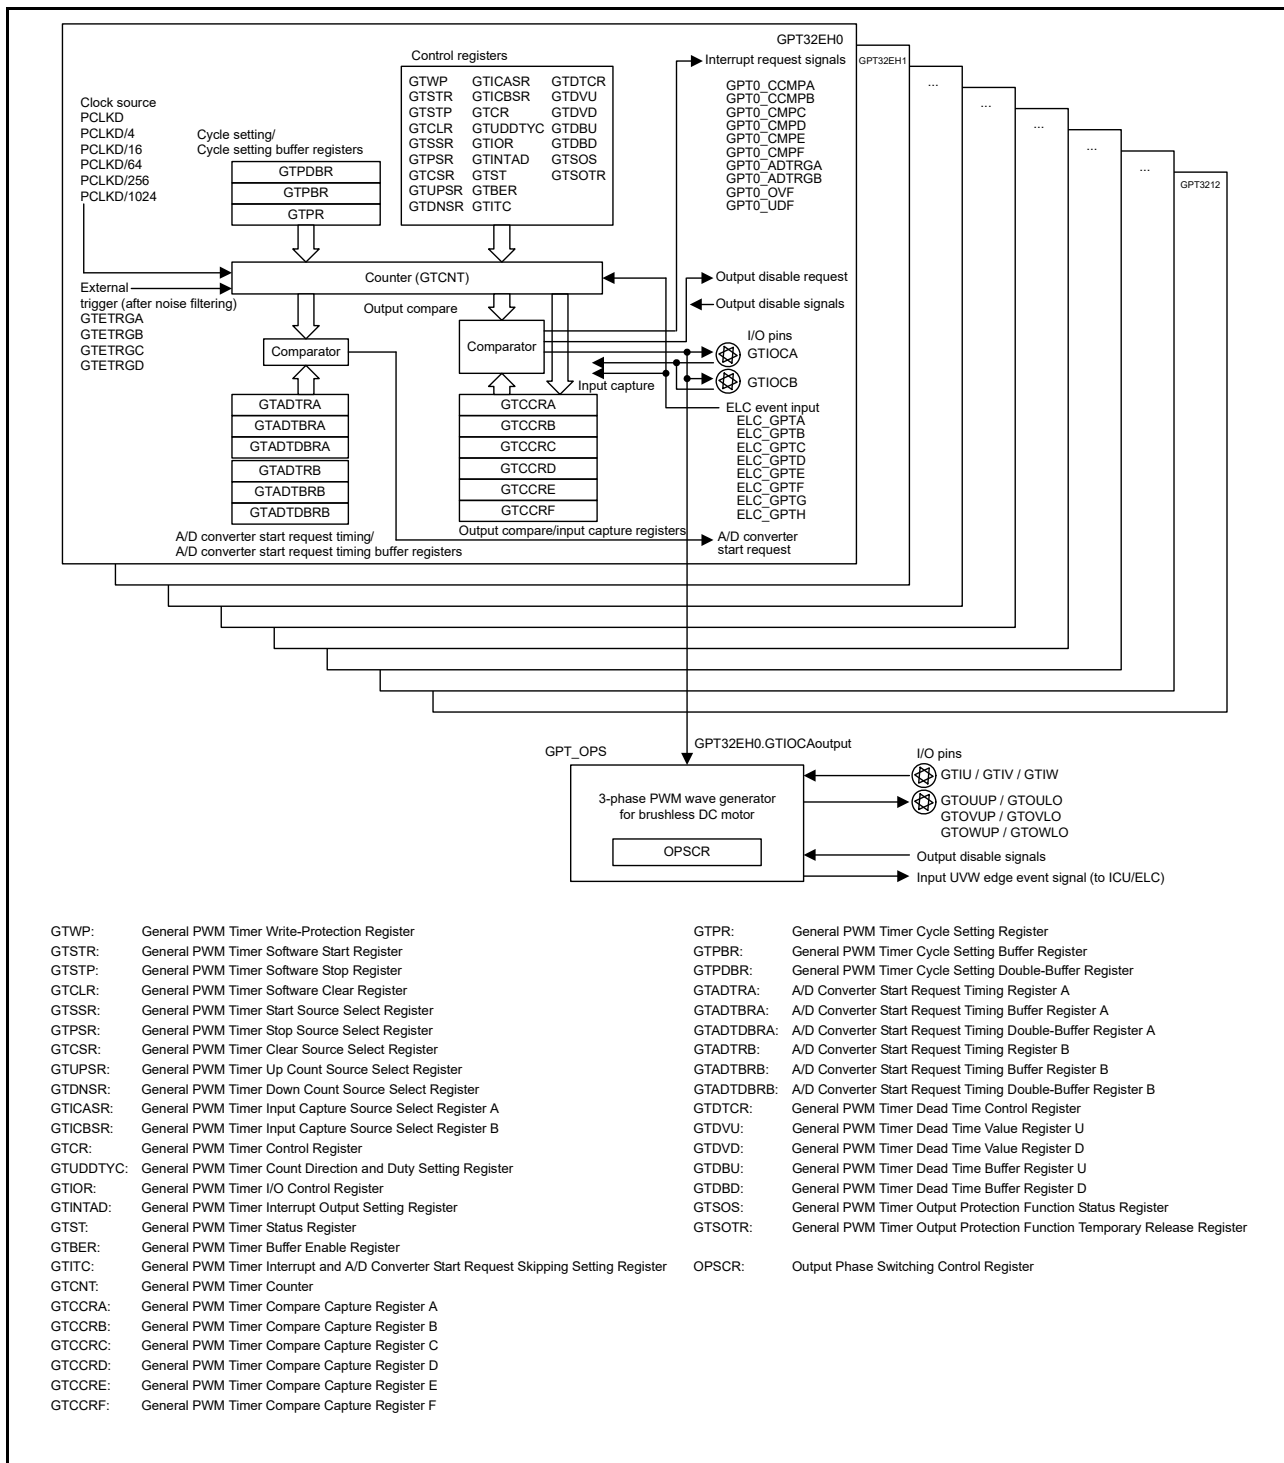 GPT32EH0
GPT32EH1
...
...
...
...
...
GPT3212
Control registers
GTWP GTICASR GTDTCR
GTSTR GTICBSR GTDVU
GTSTP GTCR GTDVD
GTCLR GTUDDTYC GTDBU
GTSSR GTIOR GTDBD
GTPSR GTINTAD GTSOS
GTCSR GTST GTSOTR
GTUPSR GTBER
GTDNSR GTITC
Interrupt request signals
GPT0_CCMPA
GPT0_CCMPB
GPT0_CMPC
GPT0_CMPD
GPT0_CMPE
GPT0_CMPF
GPT0_ADTRGA
GPT0_ADTRGB
GPT0_OVF
GPT0_UDF
Clock source
PCLKD
PCLKD/4
PCLKD/16
PCLKD/64
PCLKD/256
PCLKD/1024
Cycle setting/
Cycle setting buffer registers
GTPDBR
GTPBR
GTPR
Counter (GTCNT)
External
trigger (after noise filtering)
GTETRGA
GTETRGB
GTETRGC
GTETRGD
Output compare
Comparator
Comparator
Input capture
Output disable request
Output disable signals
I/O pins
GTIOCA
GTIOCB
ELC event input
ELC_GPTA
ELC_GPTB
ELC_GPTC
ELC_GPTD
ELC_GPTE
ELC_GPTF
ELC_GPTG
ELC_GPTH
GTADTRA
GTADTBRA
GTADTDBRA
GTADTRB
GTADTBRB
GTADTDBRB
GTCCRA
GTCCRB
GTCCRC
GTCCRD
GTCCRE
GTCCRF
A/D converter start request timing/
A/D converter start request timing buffer registers
Output compare/input capture registers
A/D converter
start request
GPT_OPS
GPT32EH0.GTIOCAoutput
3-phase PWM wave generator
for brushless DC motor
OPSCR
I/O pins
GTIU / GTIV / GTIW
GTOUUP / GTOULO
GTOVUP / GTOVLO
GTOWUP / GTOWLO
Output disable signals
Input UVW edge event signal (to ICU/ELC)
GTWP: General PWM Timer Write-Protection Register
GTSTR: General PWM Timer Software Start Register
GTSTP: General PWM Timer Software Stop Register
GTCLR: General PWM Timer Software Clear Register
GTSSR: General PWM Timer Start Source Select Register
GTPSR: General PWM Timer Stop Source Select Register
GTCSR: General PWM Timer Clear Source Select Register
GTUPSR: General PWM Timer Up Count Source Select Register
GTDNSR: General PWM Timer Down Count Source Select Register
GTICASR: General PWM Timer Input Capture Source Select Register A
GTICBSR: General PWM Timer Input Capture Source Select Register B
GTCR: General PWM Timer Control Register
GTUDDTYC: General PWM Timer Count Direction and Duty Setting Register
GTIOR: General PWM Timer I/O Control Register
GTINTAD: General PWM Timer Interrupt Output Setting Register
GTST: General PWM Timer Status Register
GTBER: General PWM Timer Buffer Enable Register
GTITC: General PWM Timer Interrupt and A/D Converter Start Request Skipping Setting Register
GTCNT: General PWM Timer Counter
GTCCRA: General PWM Timer Compare Capture Register A
GTCCRB: General PWM Timer Compare Capture Register B
GTCCRC: General PWM Timer Compare Capture Register C
GTCCRD: General PWM Timer Compare Capture Register D
GTCCRE: General PWM Timer Compare Capture Register E
GTCCRF: General PWM Timer Compare Capture Register F
GTPR: General PWM Timer Cycle Setting Register
GTPBR: General PWM Timer Cycle Setting Buffer Register
GTPDBR: General PWM Timer Cycle Setting Double-Buffer Register
GTADTRA: A/D Converter Start Request Timing Register A
GTADTBRA: A/D Converter Start Request Timing Buffer Register A
GTADTDBRA: A/D Converter Start Request Timing Double-Buffer Register A
GTADTRB: A/D Converter Start Request Timing Register B
GTADTBRB: A/D Converter Start Request Timing Buffer Register B
GTADTDBRB: A/D Converter Start Request Timing Double-Buffer Register B
GTDTCR: General PWM Timer Dead Time Control Register
GTDVU: General PWM Timer Dead Time Value Register U
GTDVD: General PWM Timer Dead Time Value Register D
GTDBU: General PWM Timer Dead Time Buffer Register U
GTDBD: General PWM Timer Dead Time Buffer Register D
GTSOS: General PWM Timer Output Protection Function Status Register
GTSOTR: General PWM Timer Output Protection Function Temporary Release Register
OPSCR: Output Phase Switching Control Register